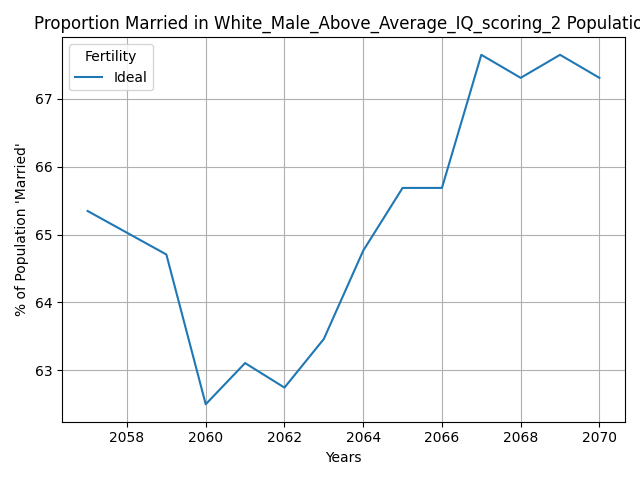 Proportion Married in White_Male_Above_Average_IQ_scoring_2 Populatio
Fertility
Ideal
% of Population 'Married'
67
66
65
64
63
2058 2060 2062 2064 2066 2068 2070
Years